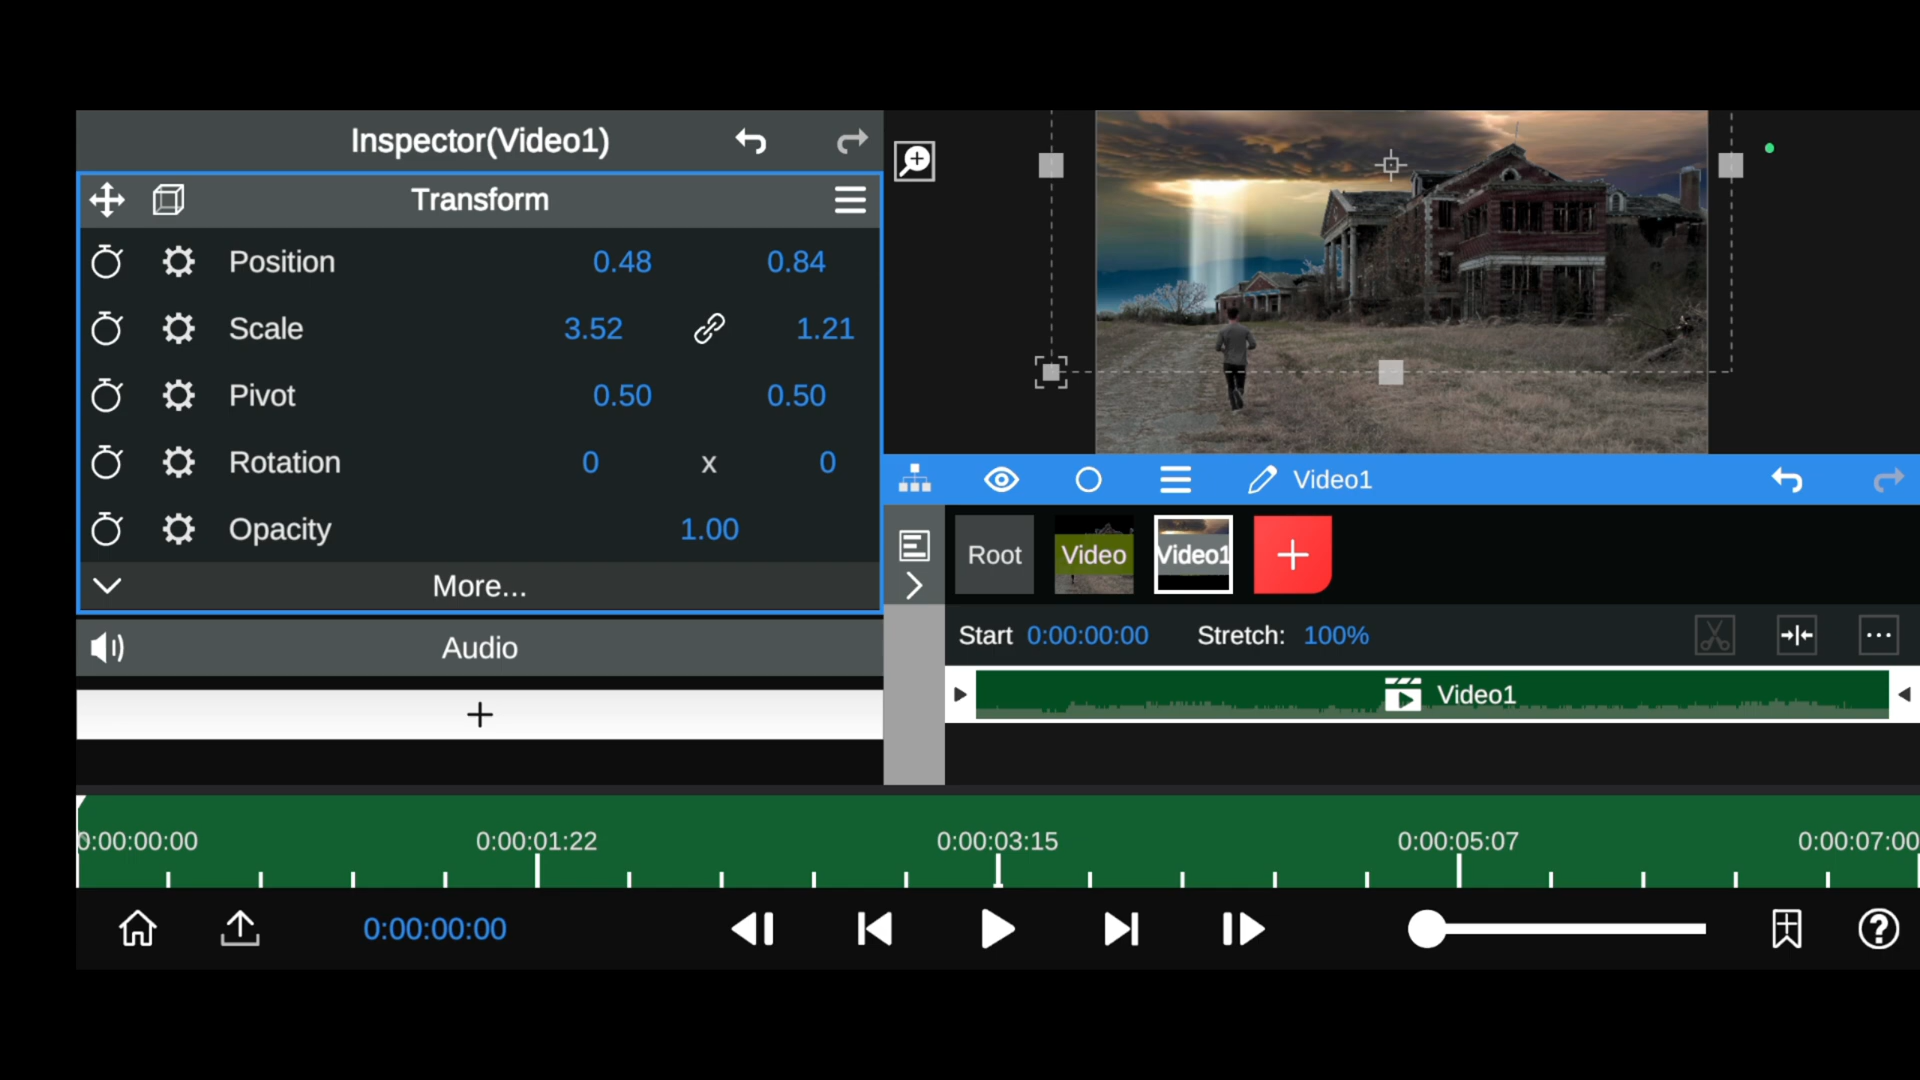 Inspector(Video1)
Transform
Position 0.48 0.84
Scale 3.52 1.21
Pivot 0.50 0.50
Rotation 0 x 0
Opacity 1.00
More...
Audio
+
Video1
Root Video Video1 +
Start 0:00:00:00 Stretch: 100%
Video1
0:00:00:00 0:00:01:22 0:00:03:15 0:00:05:07 0:00:07:00
0:00:00:00